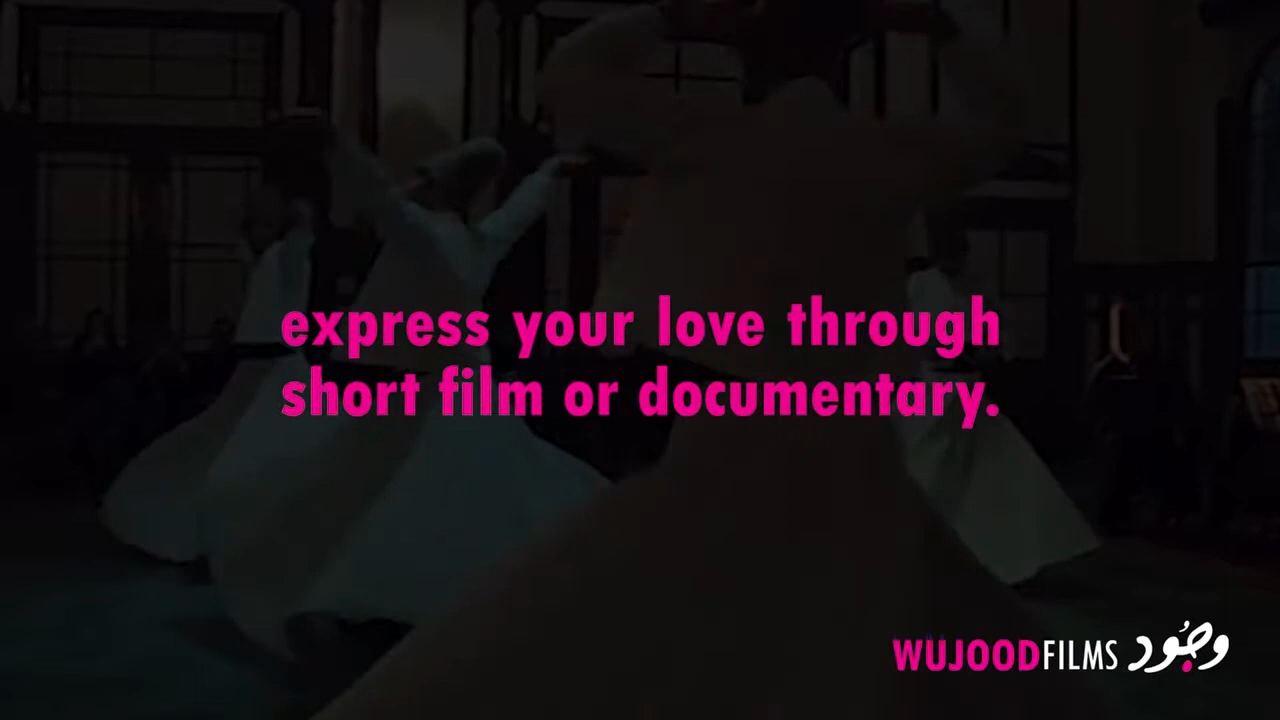 express your love through
short film or documentary.
WUJOODFILMS وجُود